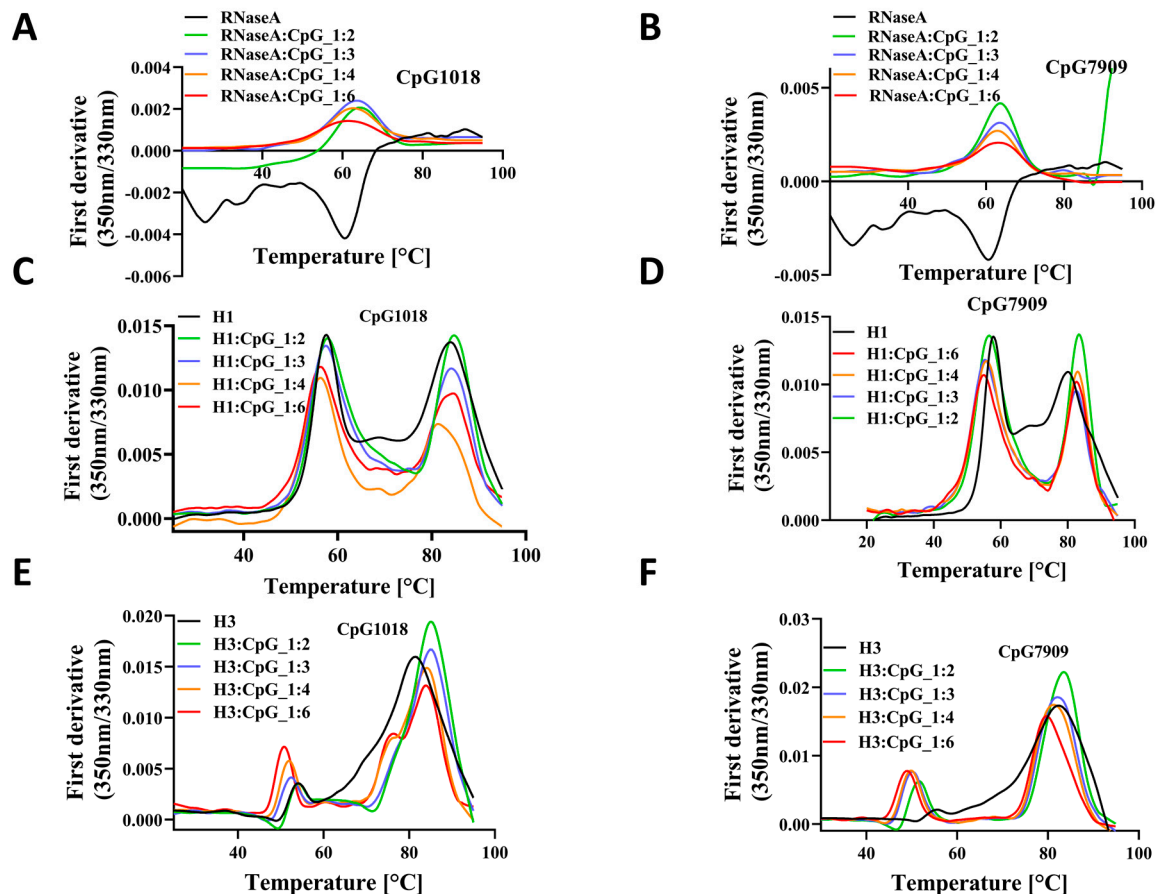 A
RNaseA
RNaseA:CpG_1:2
RNaseA:CpG_1:3
RNaseA:CpG_1:4
RNaseA:CpG_1:6
CpG1018
0.004
0.002
0.000
-0.002
-0.004
-0.006
40
60
80
100
First derivative
(350nm/330nm)
Temperature [°C]
B
RNaseA
RNaseA:CpG_1:2
RNaseA:CpG_1:3
RNaseA:CpG_1:4
RNaseA:CpG_1:6
CpG7909
0.005
0.000
-0.005
40
60
80
100
First derivative
(350nm/330nm)
Temperature [°C]
C
H1
H1:CpG_1:2
H1:CpG_1:3
H1:CpG_1:4
H1:CpG_1:6
CpG1018
0.015
0.010
0.005
0.000
40
60
80
100
First derivative
(350nm/330nm)
Temperature [°C]
D
CpG7909
H1
H1:CpG_1:6
H1:CpG_1:4
H1:CpG_1:3
H1:CpG_1:2
0.015
0.010
0.005
0.000
20
40
60
80
100
First derivative
(350nm/330nm)
Temperature [°C]
E
H3
H3:CpG_1:2
H3:CpG_1:3
H3:CpG_1:4
H3:CpG_1:6
CpG1018
0.020
0.015
0.010
0.005
0.000
40
60
80
100
First derivative
(350nm/330nm)
Temperature [°C]
F
H3
H3:CpG_1:2
H3:CpG_1:3
H3:CpG_1:4
H3:CpG_1:6
CpG7909
0.03
0.02
0.01
0.00
40
60
80
100
First derivative
(350nm/330nm)
Temperature [°C]